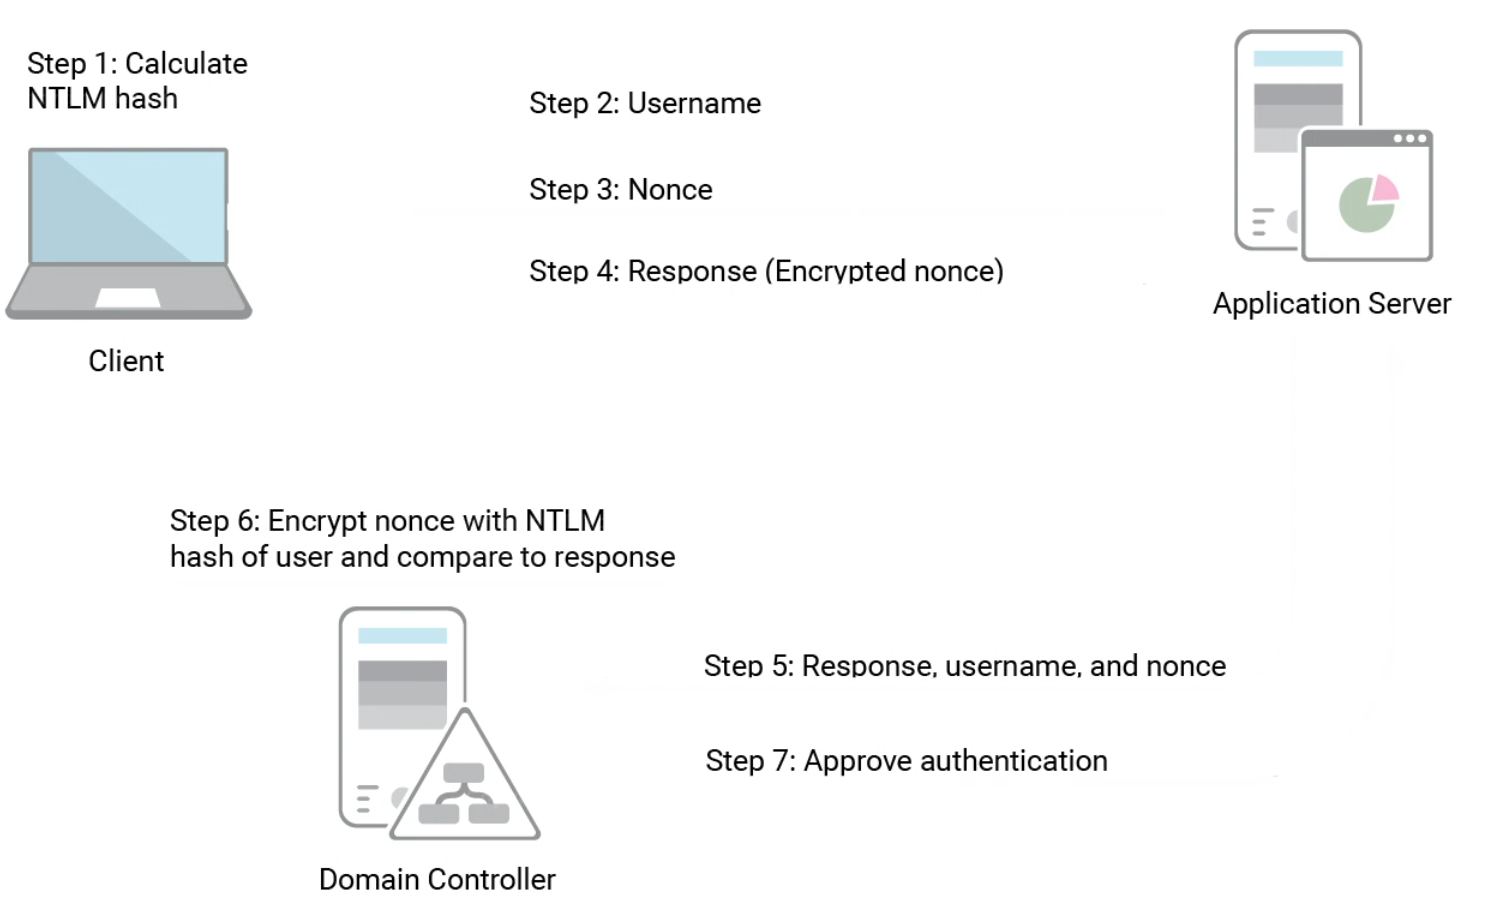 Step 1: Calculate
NTLM hash
Step 2: Username
Step 3: Nonce
Step 4: Response (Encrypted nonce)
Application Server
Client
Step 6: Encrypt nonce with NTLM
hash of user and compare to response
Step 5: Response, username, and nonce
Step 7: Approve authentication
Domain Controller